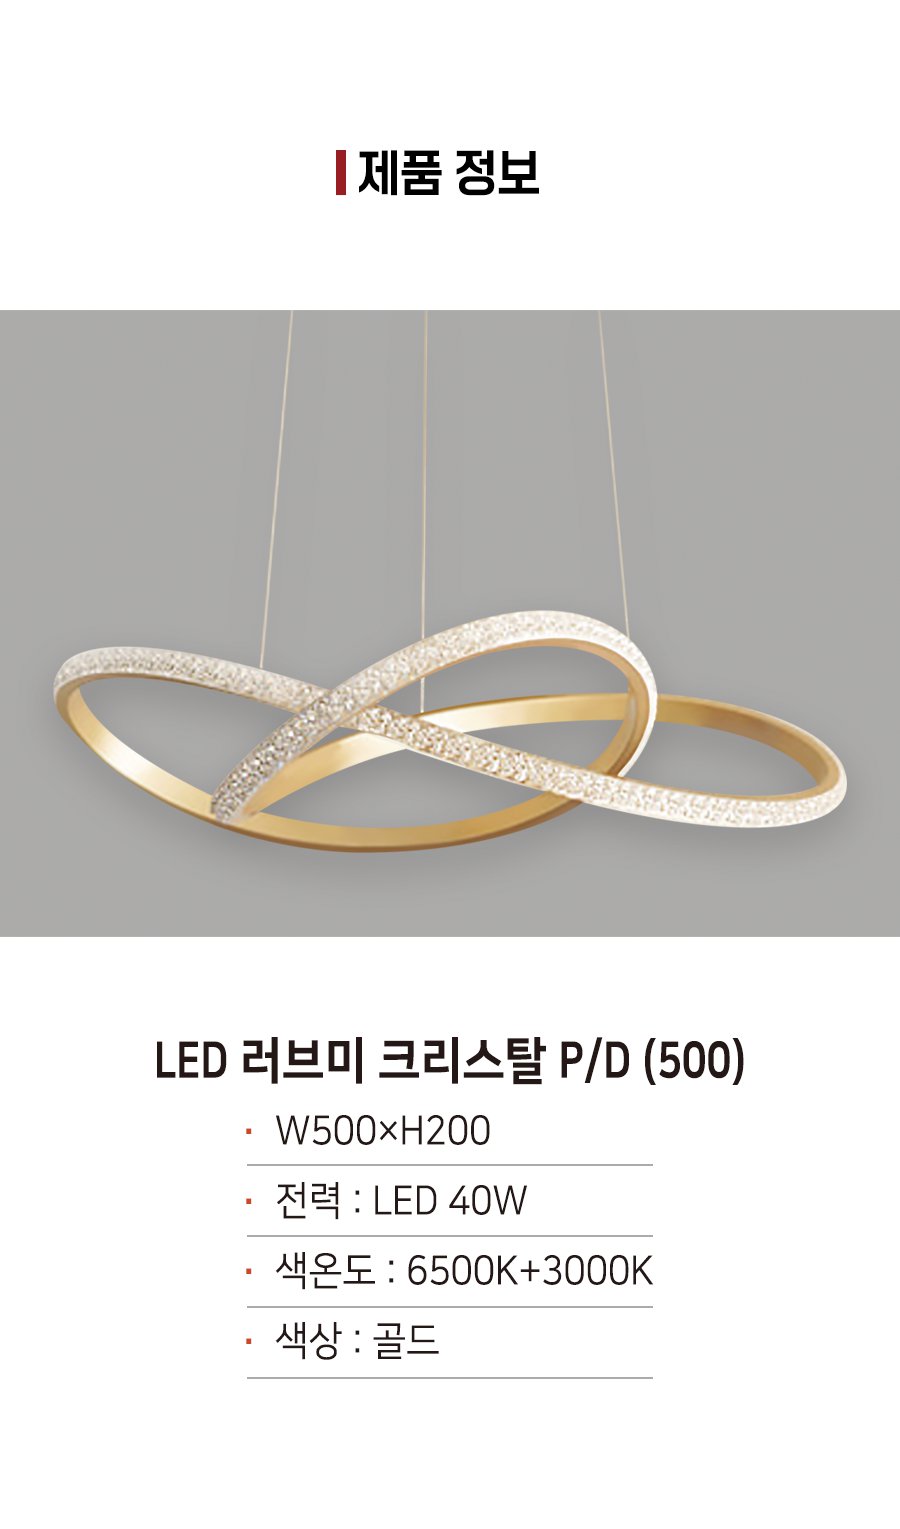 제품 정보
LED 러브미 크리스탈 P/D (500)
· W500×H200
· 전력 : LED 40W
· 색온도 : 6500K+3000K
· 색상 : 골드